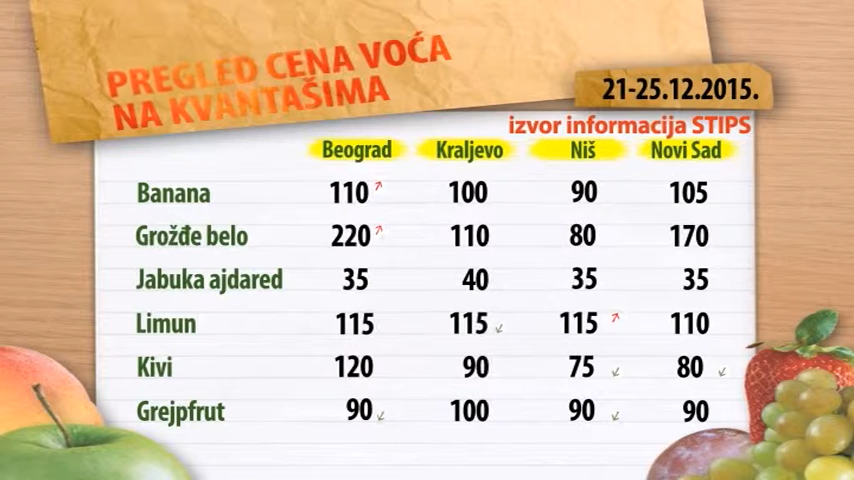 PREGLED CENA VOĆA
NA KVANTAŠIMA
21-25.12.2015.
izvor informacija STIPS
Beograd Kraljevo Niš Novi Sad
Banana 110 100 90 105
Grožđe belo 220 110 80 170
Jabuka ajdared 35 40 35 35
Limun 115 115 115 110
Kivi 120 90 75 80
Grejpfrut 90 100 90 90